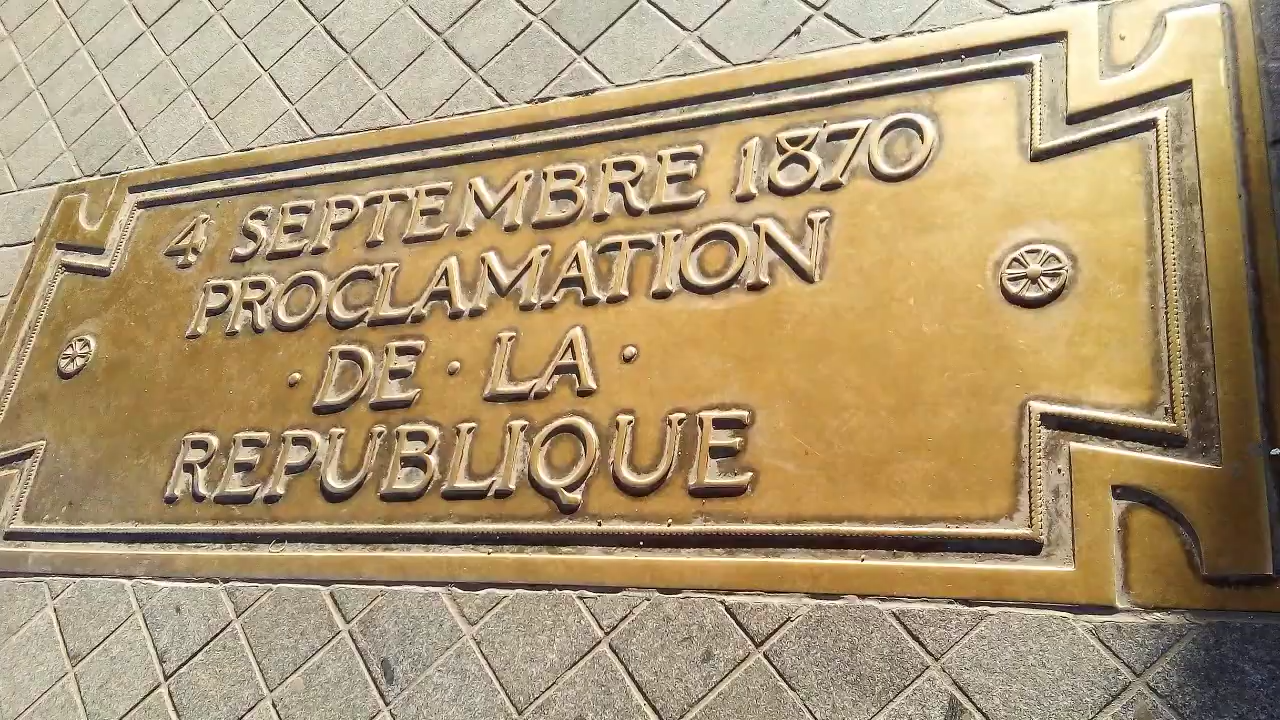 4 SEPTEMBRE 1870
PROCLAMATION
· DE · LA ·
REPUBLIQUE